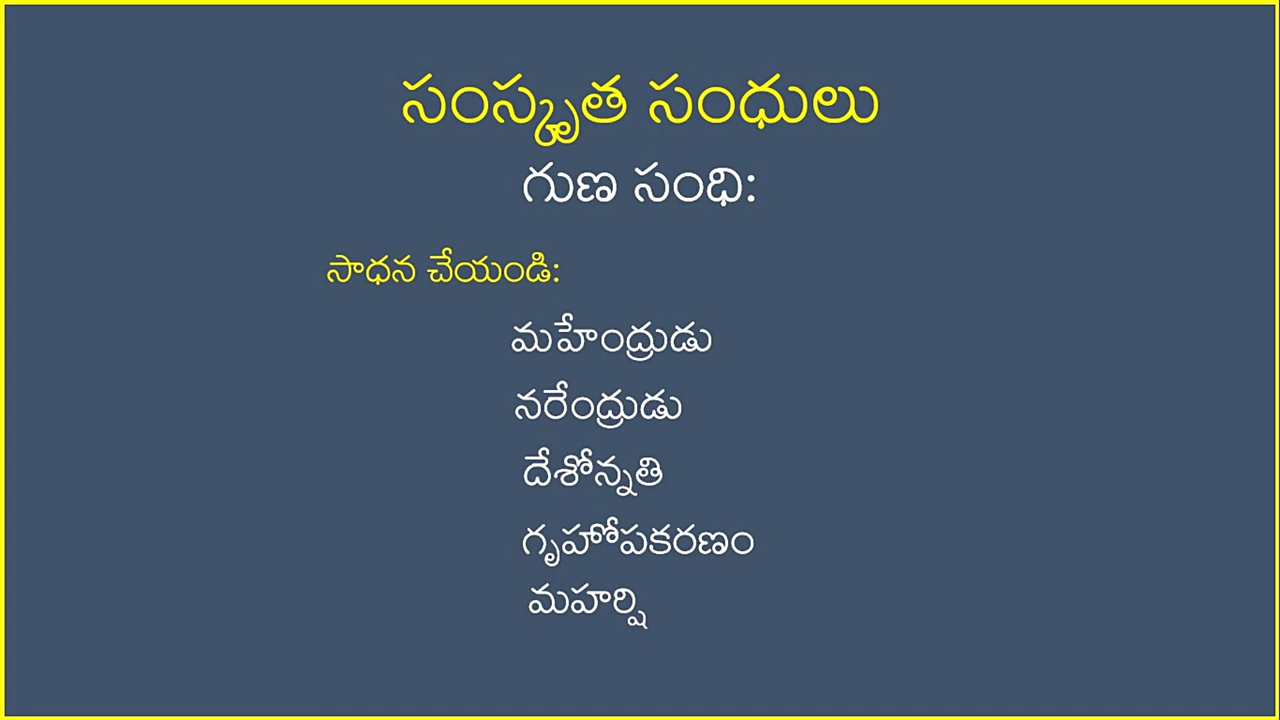 సంస్కృత సంధులు
గుణ సంధి:
సాధన చేయండి:
మహేంద్రుడు
నరేంద్రుడు
దేశోన్నతి
గృహోపకరణం
మహర్షి